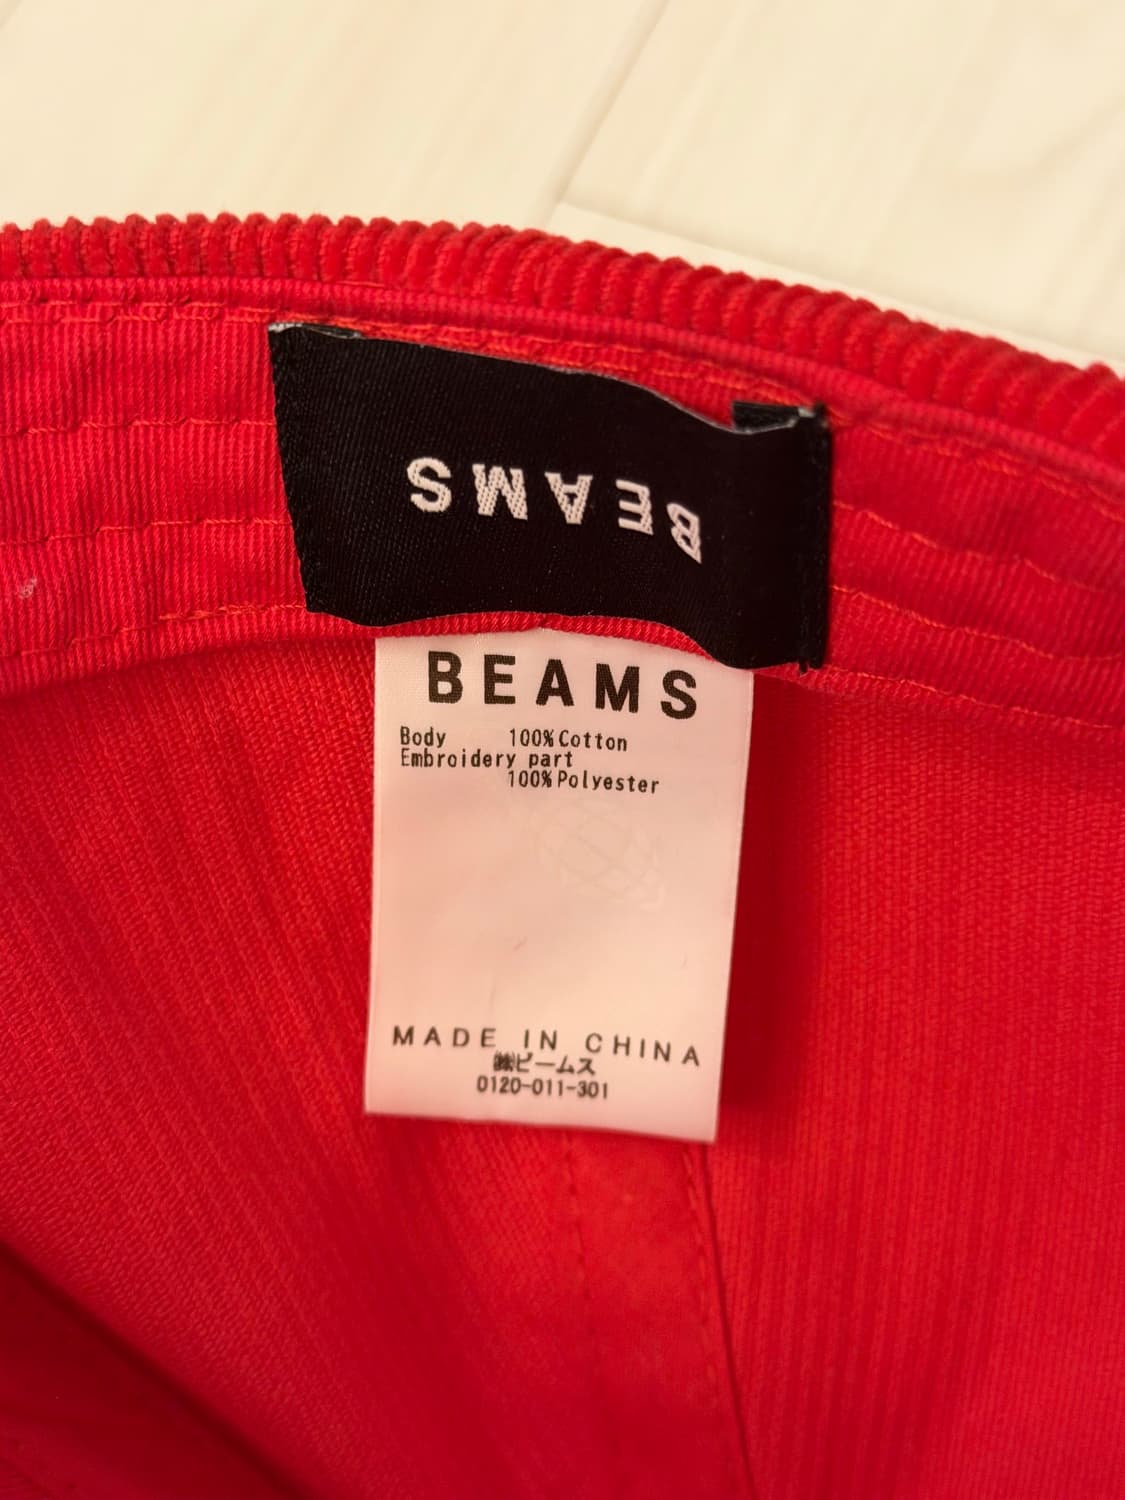 BEAMS
BEAMS
Body 100%Cotton
Embroidery part
100%Polyester
MADE IN CHINA
㈱ビームス
0120-011-301